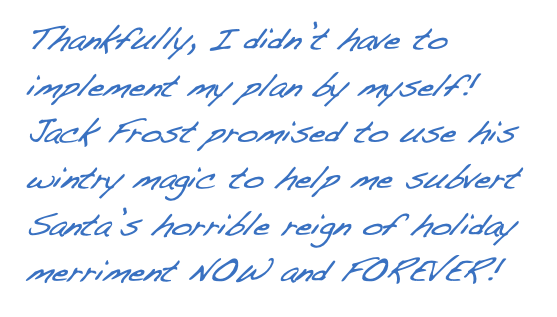 Thankfully, I didn't have to
implement my plan by myself!
Jack Frost promised to use his
wintry magic to help me subvert
Santa's horrible reign of holiday
merriment NOW and FOREVER!